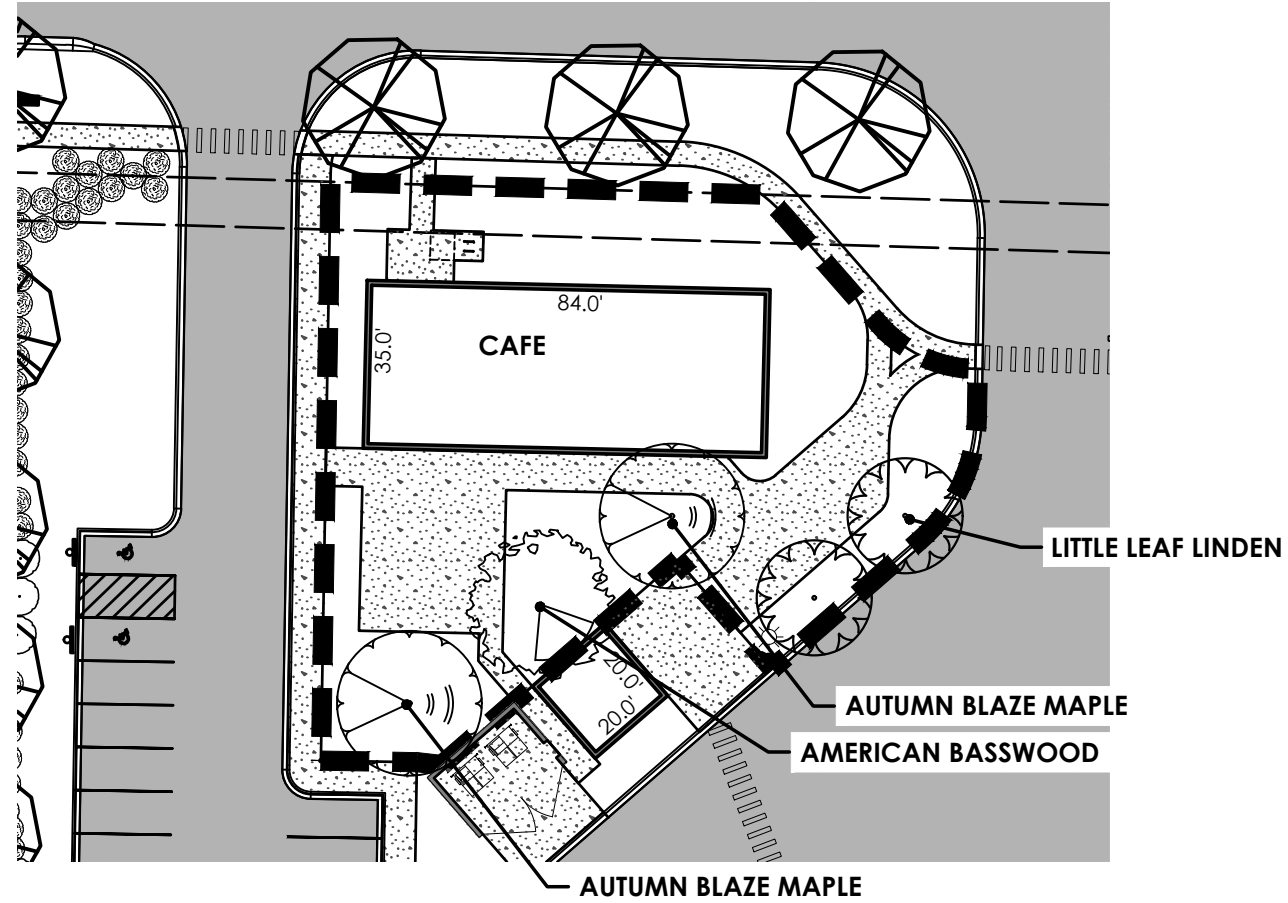 84.0'
CAFE
35.0'
LITTLE LEAF LINDEN
20.0'
20.0'
AUTUMN BLAZE MAPLE
AMERICAN BASSWOOD
AUTUMN BLAZE MAPLE